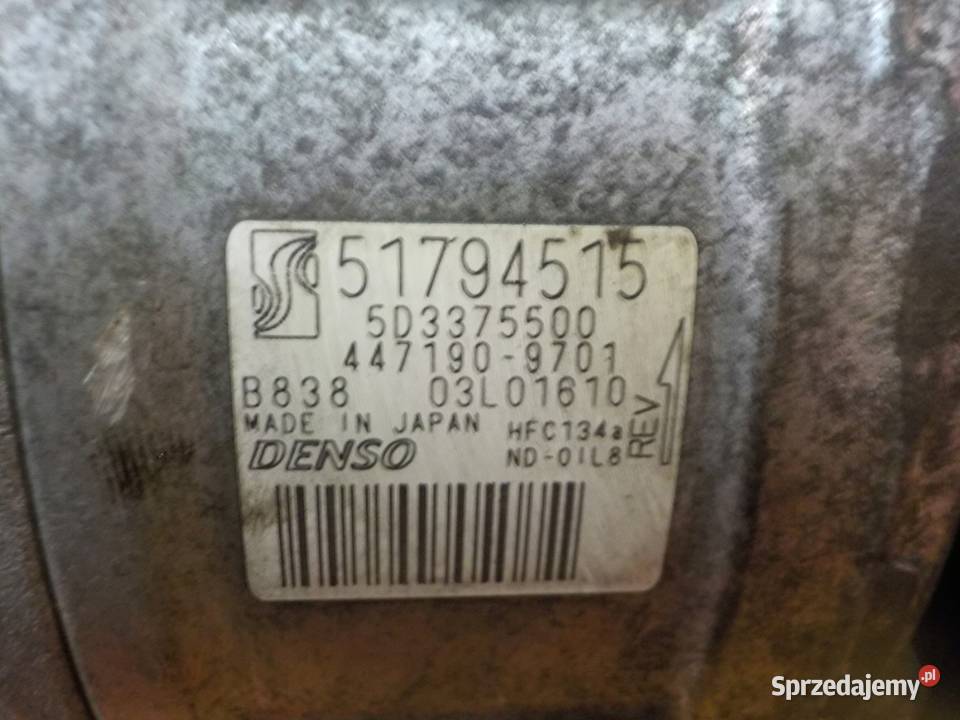 51794515
5D3375500
447190-9701
B838 03L01610
MADE IN JAPAN HFC134a
DENSO ND-OIL8
REV
Sprzedajemy.pl